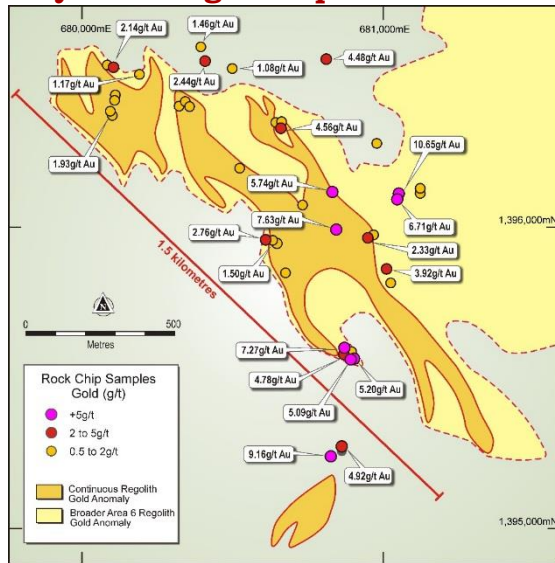 680,000mE
681,000mE
1.46g/t Au
2.14g/t Au
4.48g/t Au
2.44g/t Au
1.08g/t Au
1.17g/t Au
4.56g/t Au
10.65g/t Au
1.93g/t Au
5.74g/t Au
7.63g/t Au
6.71g/t Au
1,396,000mN
2.76g/t Au
2.33g/t Au
1.50g/t Au
3.92g/t Au
1.5 kilometres
N
0
500
Metres
7.27g/t Au
4.78g/t Au
5.20g/t Au
5.09g/t Au
Rock Chip Samples
Gold (g/t)
+5g/t
2 to 5g/t
0.5 to 2g/t
9.16g/t Au
4.92g/t Au
Continuous Regolith
Gold Anomaly
Broader Area 6 Regolith
Gold Anomaly
1,395,000mN